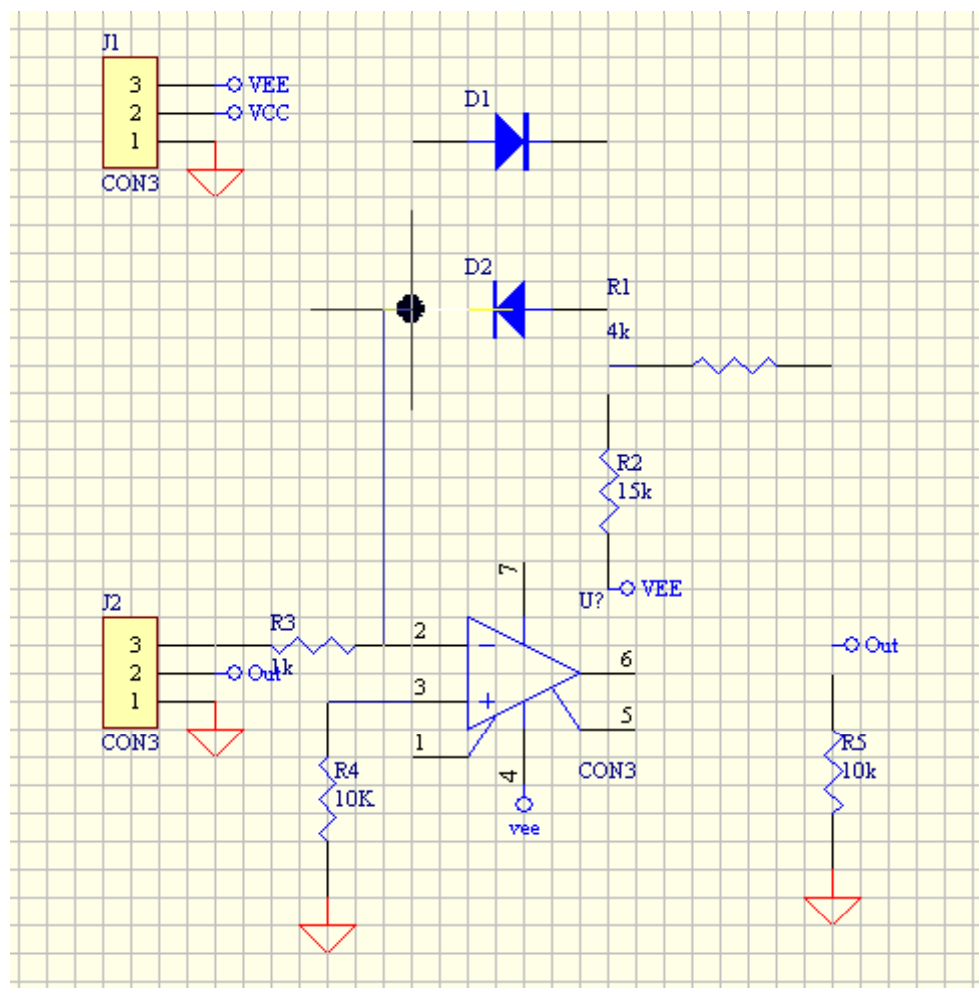 J1
3 VEE
2 VCC
1
CON3
D1
D2
R1
4k
R2
15k
VEE
U?
7
J2
3
2 Out
1
CON3
R3
1k
2
3
1
6
5
4
CON3
vee
R4
10K
Out
R5
10k